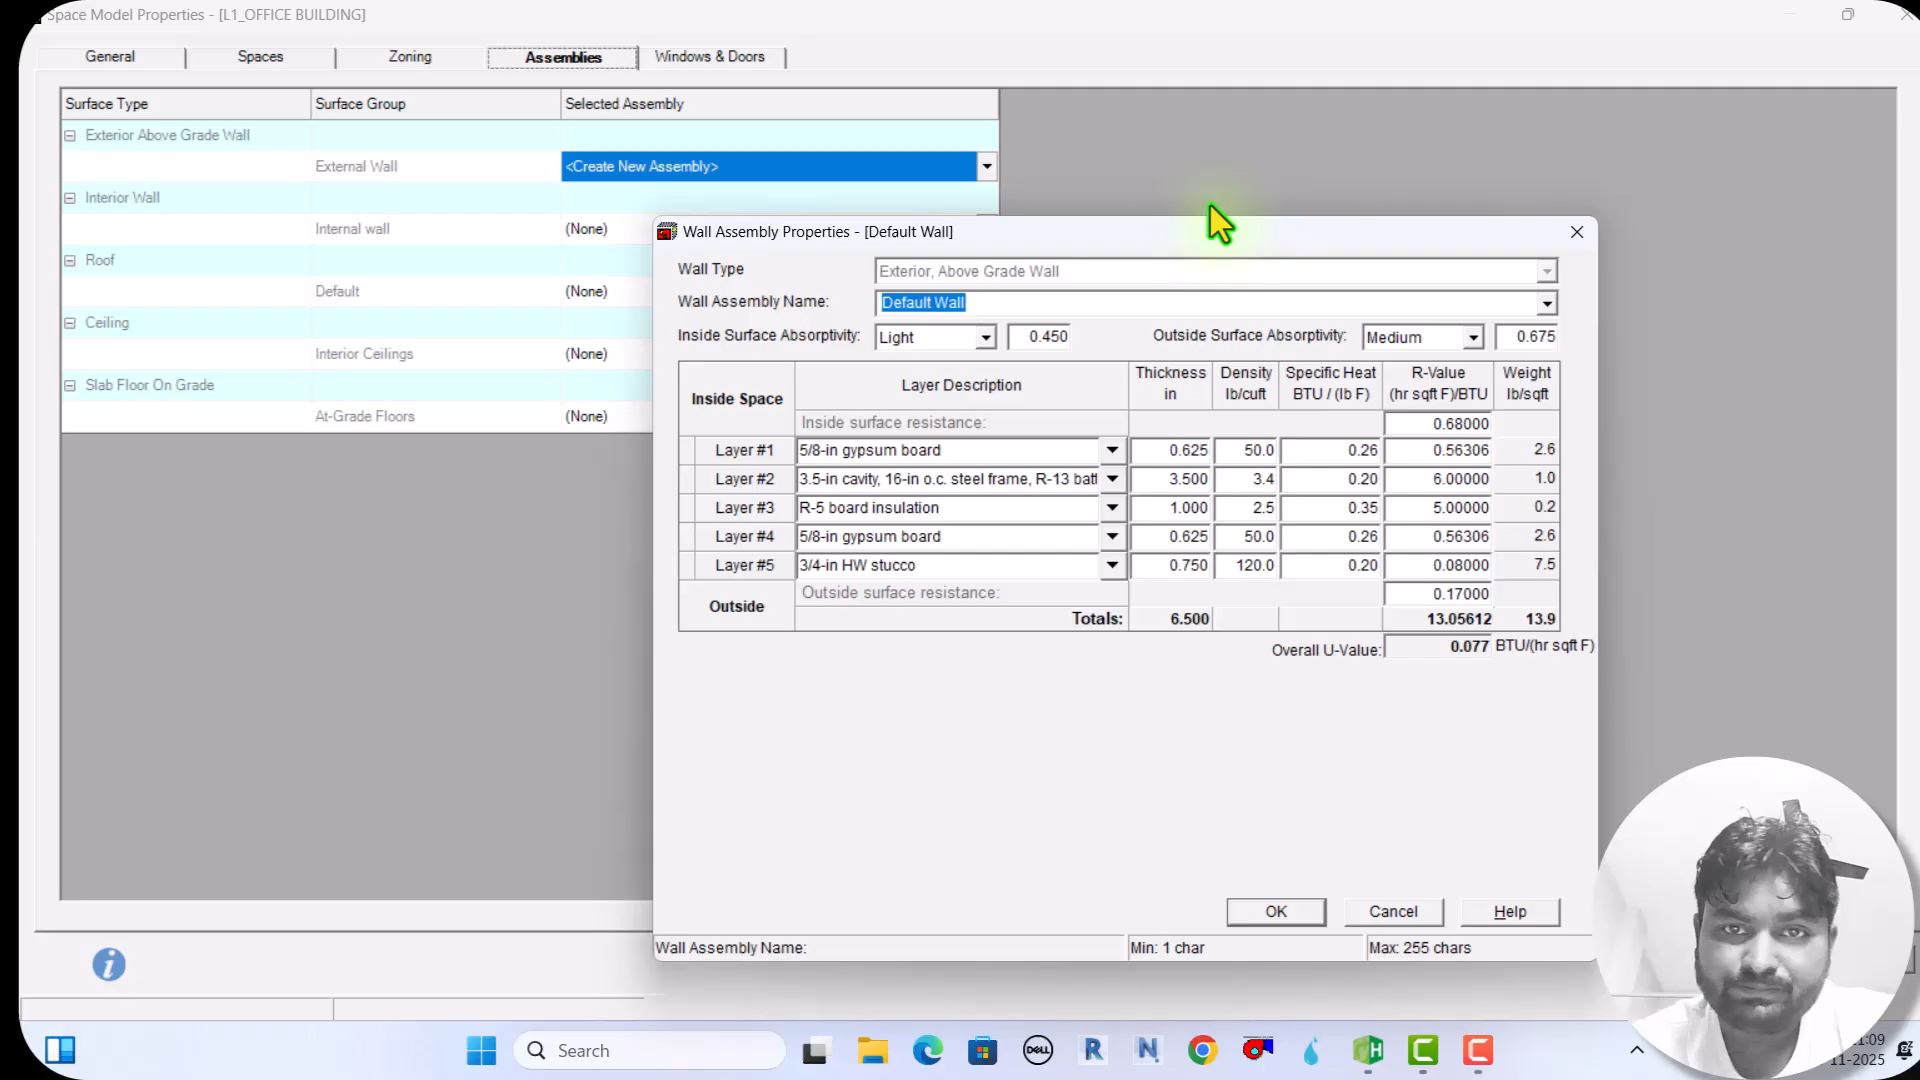 Space Model Properties - [L1_OFFICE BUILDING]
General Spaces Zoning Assemblies Windows & Doors
Surface Type Surface Group Selected Assembly
Exterior Above Grade Wall
External Wall <Create New Assembly>
Interior Wall
Internal wall (None)
Roof
Default (None)
Ceiling
Interior Ceilings (None)
Slab Floor On Grade
At-Grade Floors (None)
Wall Assembly Properties - [Default Wall]
Wall Type Exterior, Above Grade Wall
Wall Assembly Name: Default Wall
Inside Surface Absorptivity: Light 0.450 Outside Surface Absorptivity: Medium 0.675
Inside Space Layer Description Thickness in Density lb/cuft Specific Heat BTU / (lb F) R-Value (hr sqft F)/BTU Weight lb/sqft
Inside surface resistance: 0.68000
Layer #1 5/8-in gypsum board 0.625 50.0 0.26 0.56306 2.6
Layer #2 3.5-in cavity, 16-in o.c. steel frame, R-13 batt 3.500 3.4 0.20 6.00000 1.0
Layer #3 R-5 board insulation 1.000 2.5 0.35 5.00000 0.2
Layer #4 5/8-in gypsum board 0.625 50.0 0.26 0.56306 2.6
Layer #5 3/4-in HW stucco 0.750 120.0 0.20 0.08000 7.5
Outside Outside surface resistance: 0.17000
Totals: 6.500 13.05612 13.9
Overall U-Value: 0.077 BTU/(hr sqft F)
OK Cancel Help
Wall Assembly Name: Min: 1 char Max: 255 chars
Search
DELL
R N C C
:09
11-2025